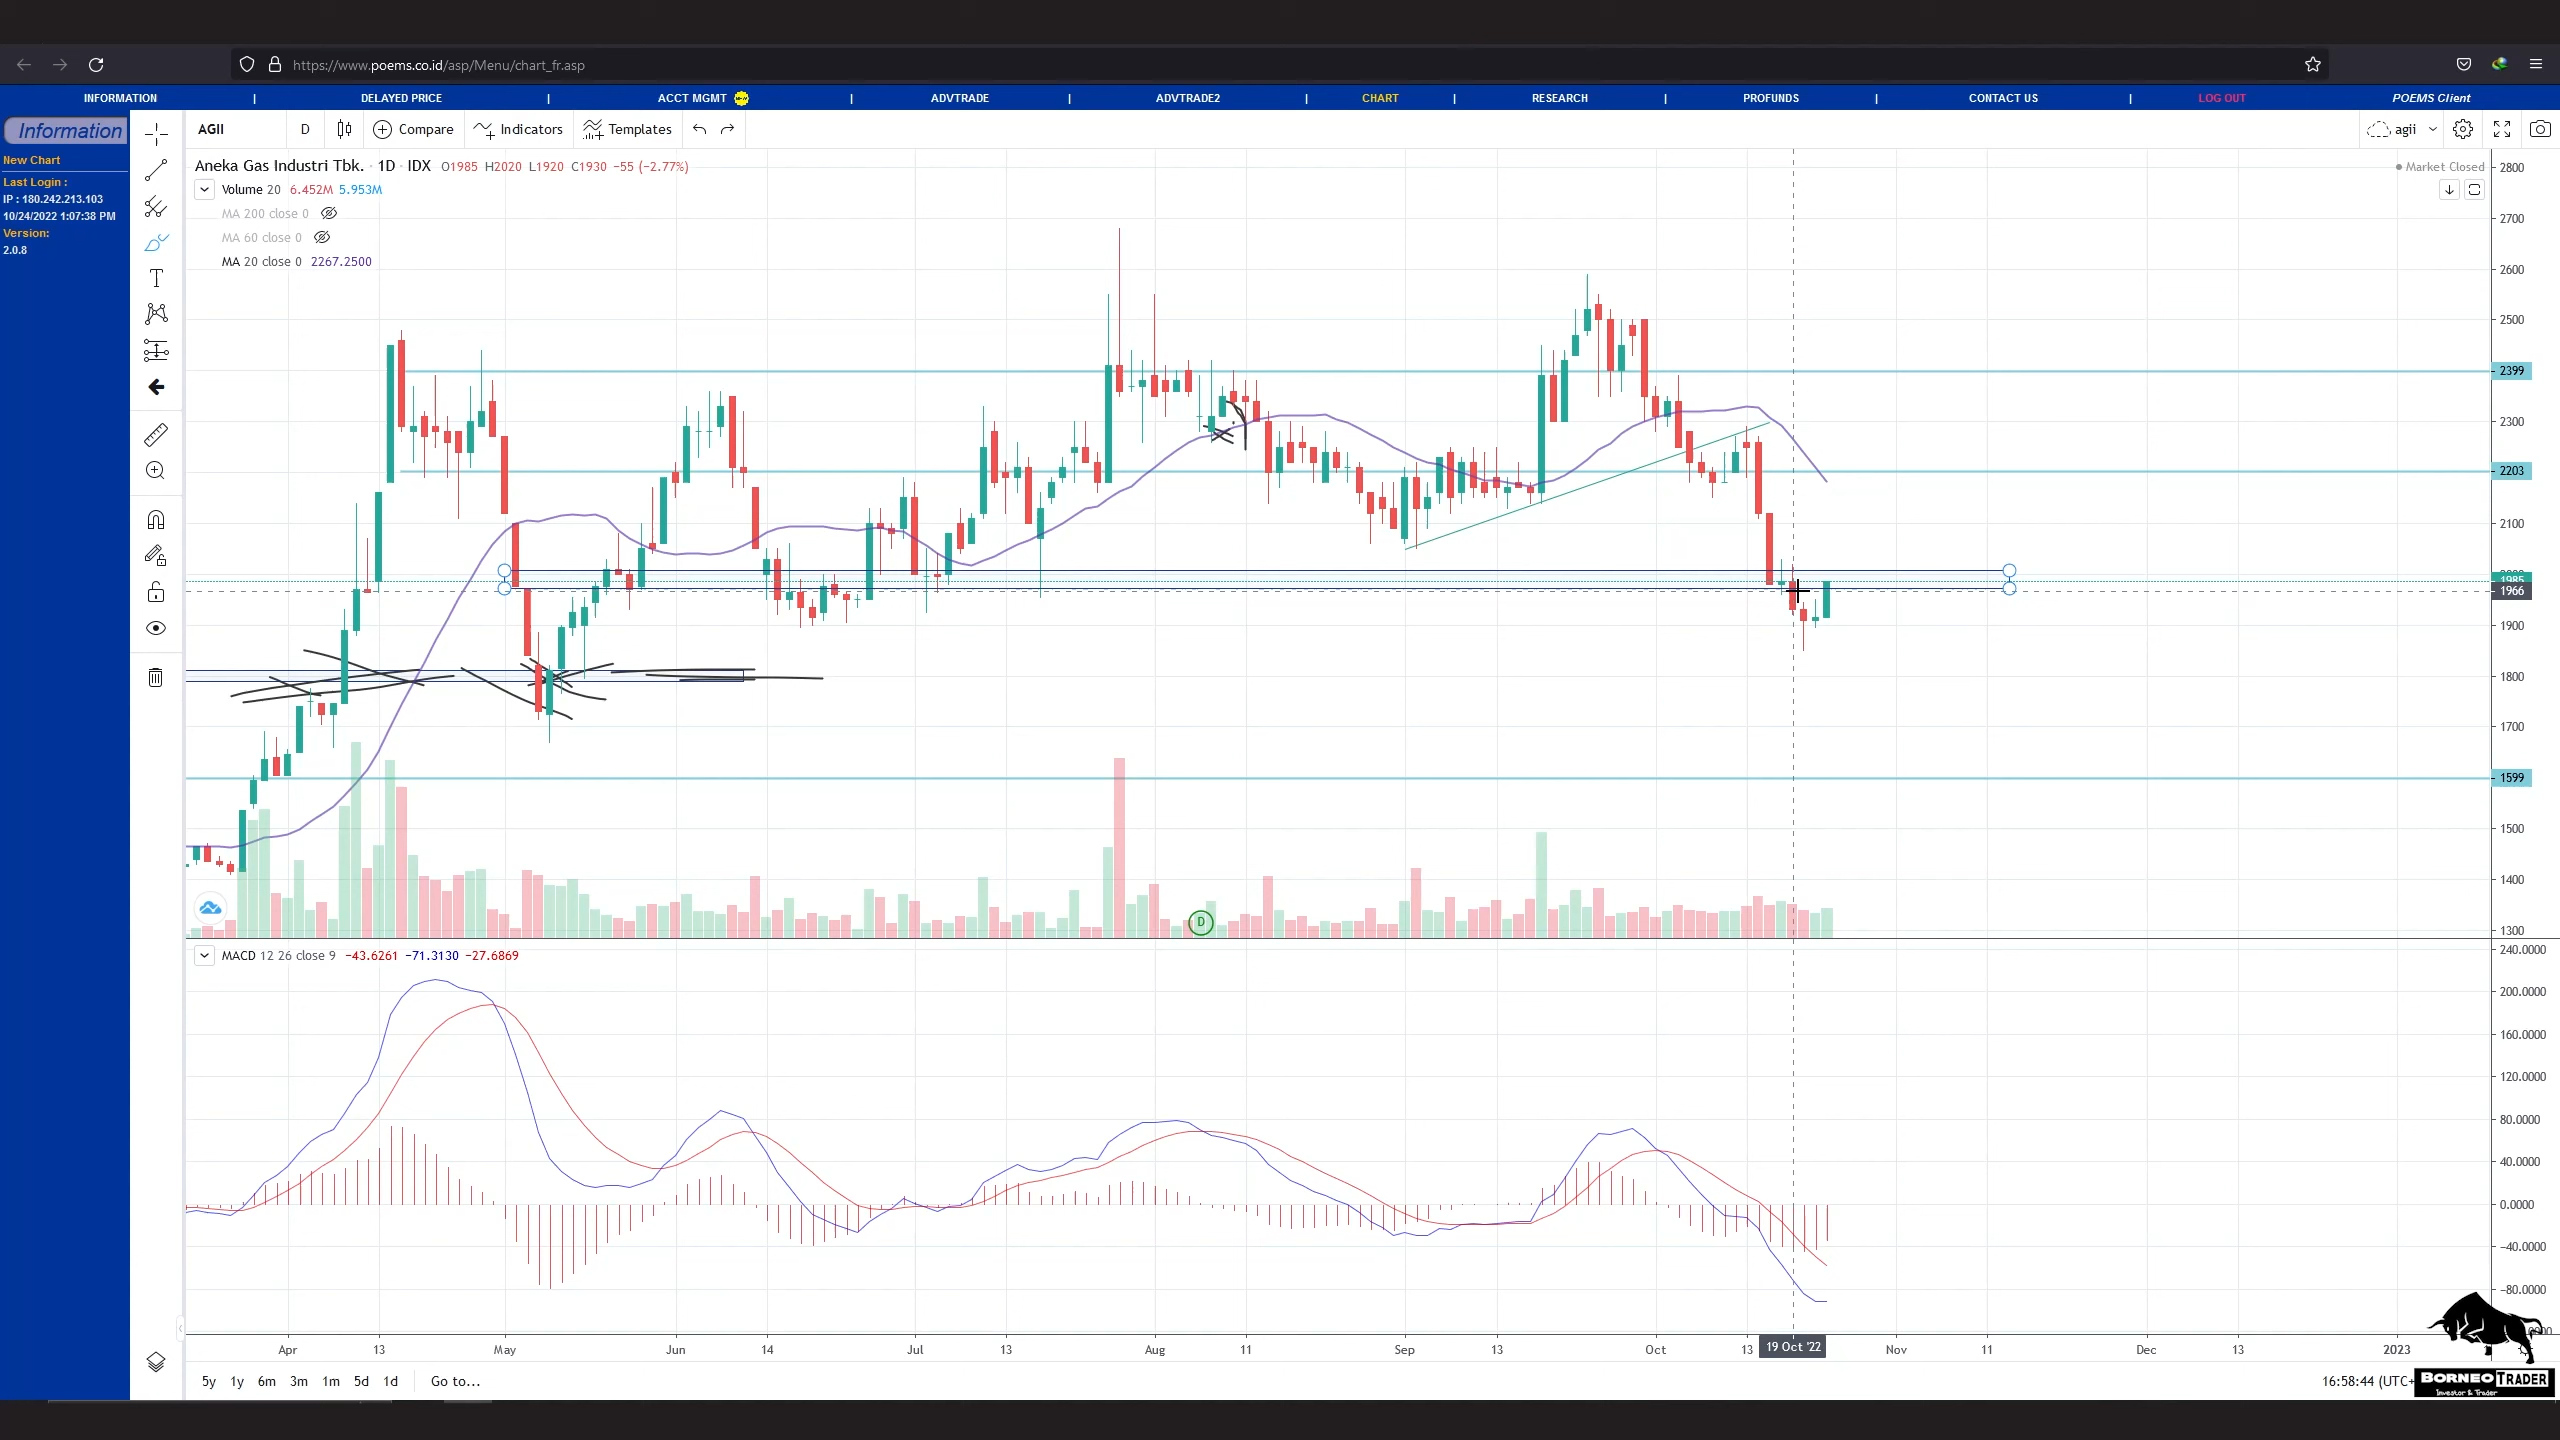 https://www.poems.co.id/asp/Menu/chart_fr.asp
INFORMATION | DELAYED PRICE | ACCT MGMT | ADVTRADE | ADVTRADE2 | CHART | RESEARCH | PROFUNDS | CONTACT US | LOG OUT POEMS Client
Information
New Chart
Last Login :
IP : 180.242.213.103
10/24/2022 1:07:38 PM
Version:
2.0.8
AGII D Compare Indicators Templates agii
Aneka Gas Industri Tbk. · 1D · IDX O1985 H2020 L1920 C1930 −55 (−2.77%)
Market Closed
Volume 20 6.452M 5.953M
MA 200 close 0
MA 60 close 0
MA 20 close 0 2267.2500
2800
2700
2600
2500
2399
2300
2203
2100
1985
1966
1900
1800
1700
1599
1500
1400
1300
D
MACD 12 26 close 9 −43.6261 −71.3130 −27.6869
240.0000
200.0000
160.0000
120.0000
80.0000
40.0000
0.0000
−40.0000
−80.0000
Apr 13 May Jun 14 Jul 13 Aug 11 Sep 13 Oct 13 19 Oct '22 Nov 11 Dec 13 2023
5y 1y 6m 3m 1m 5d 1d Go to...
16:58:44 (UTC+
BORNEO TRADER
Investor & Trader